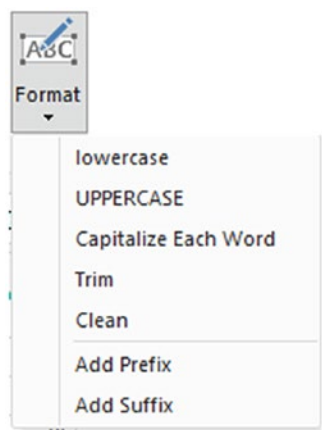 ABC
Format
lowercase
UPPERCASE
Capitalize Each Word
Trim
Clean
Add Prefix
Add Suffix